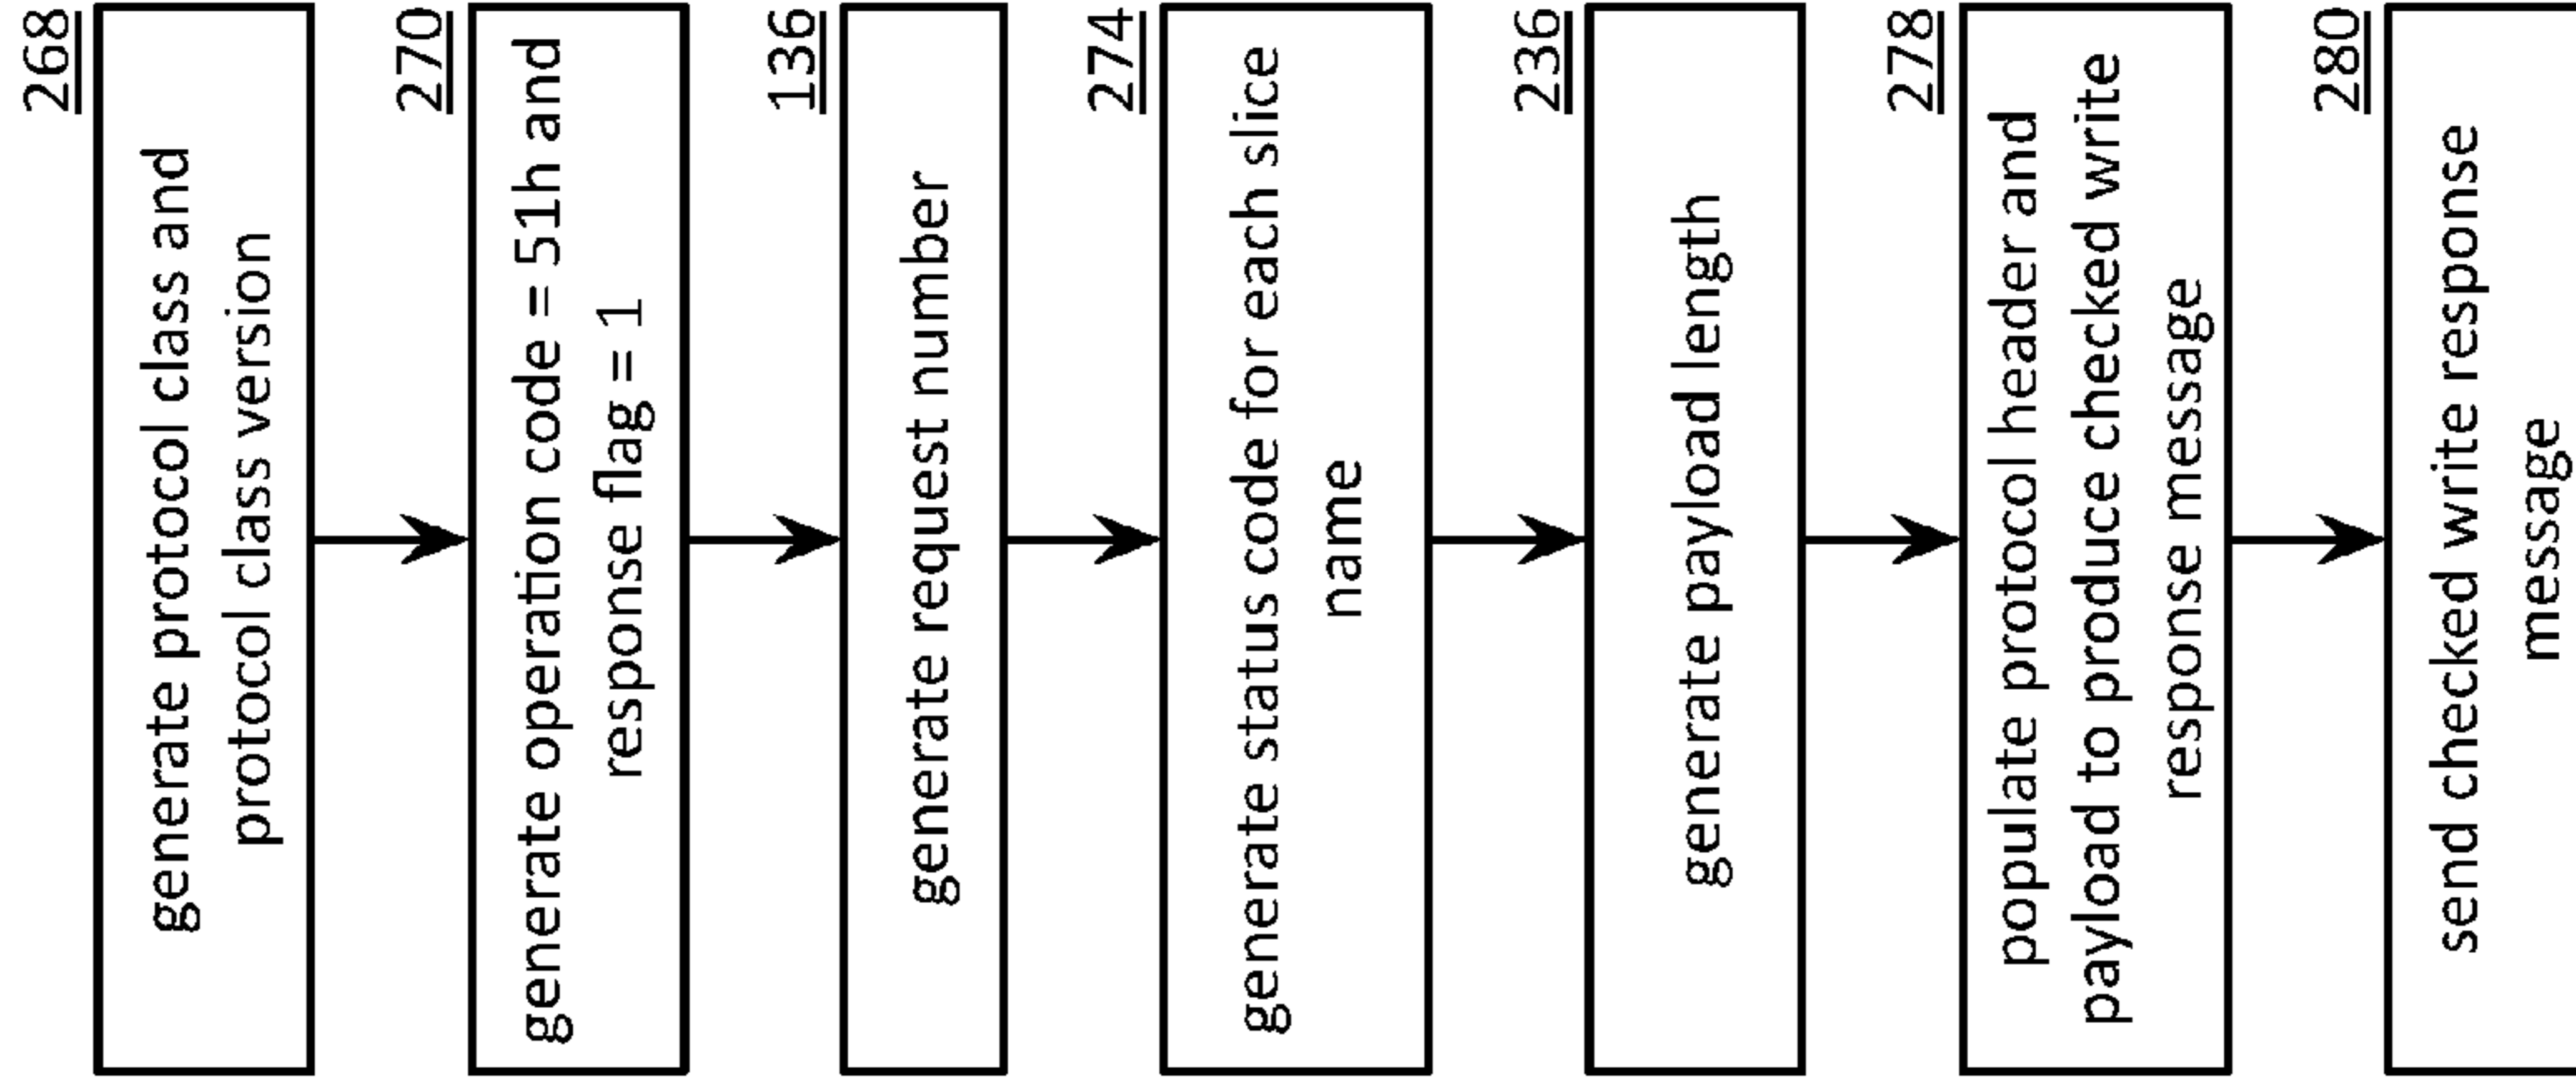 268
generate protocol class and
protocol class version
270
generate operation code = 51h and
response flag = 1
136
generate request number
274
generate status code for each slice
name
236
generate payload length
278
populate protocol header and
payload to produce checked write
response message
280
send checked write response
message